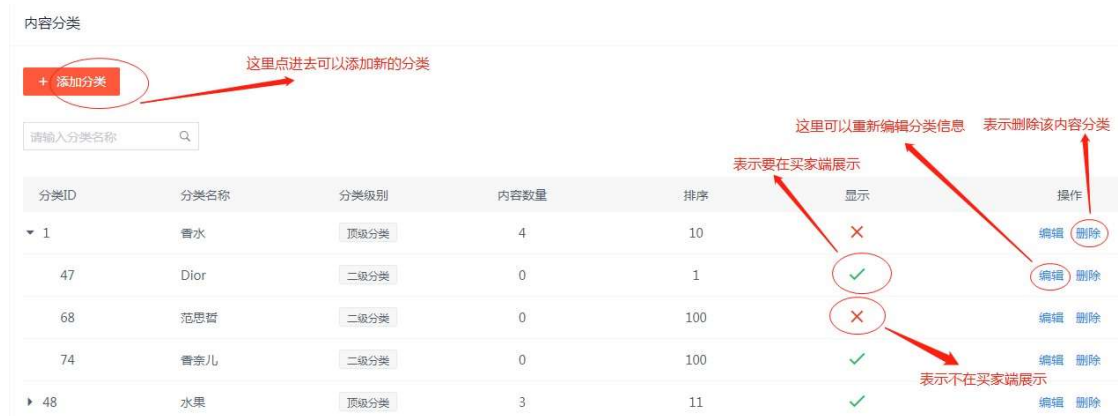 内容分类
+ 添加分类
这里点进去可以添加新的分类
请输入分类名称
这里可以重新编辑分类信息 表示删除该内容分类
表示要在买家端展示
分类ID 分类名称 分类级别 内容数量 排序 显示 操作
1 香水 顶级分类 4 10 编辑 删除
47 Dior 二级分类 0 1 编辑 删除
68 范思哲 二级分类 0 100 编辑 删除
74 香奈儿 二级分类 0 100 编辑 删除
表示不在买家端展示
48 水果 顶级分类 3 11 编辑 删除